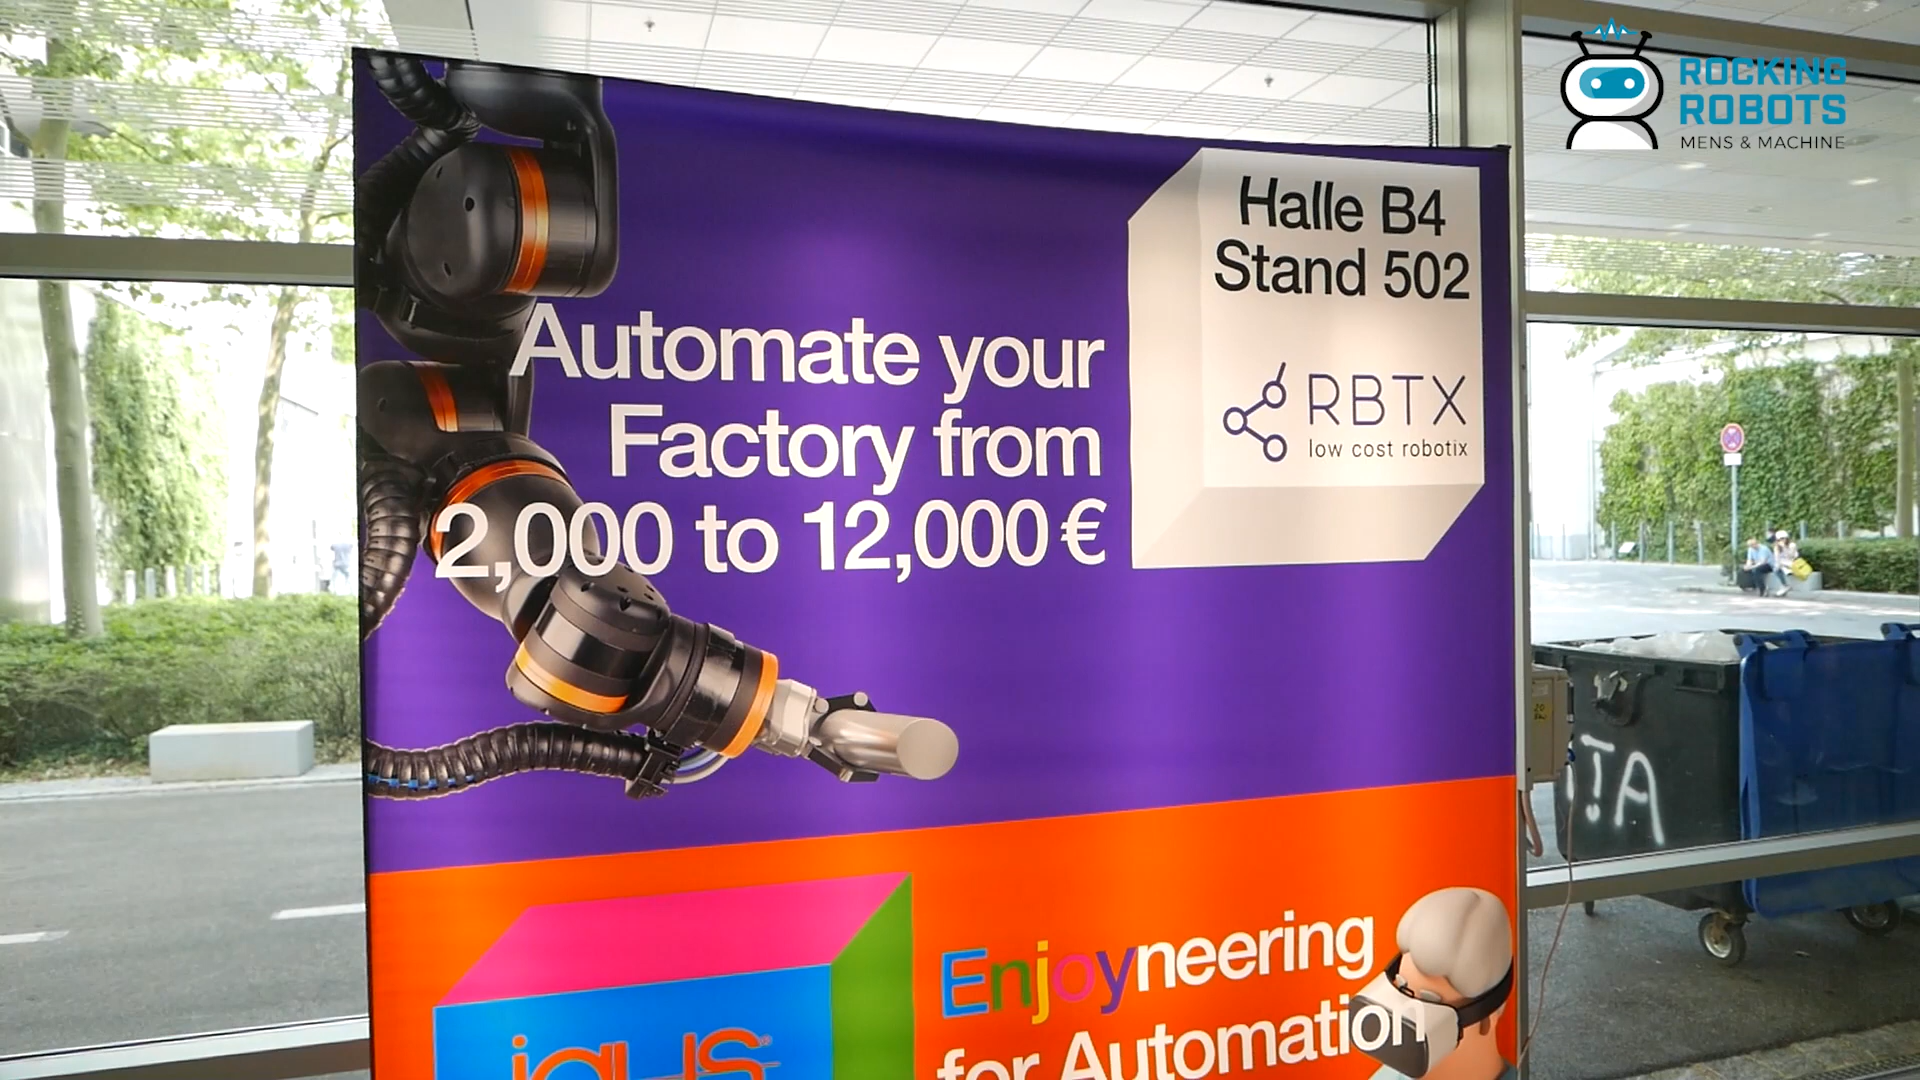 ROCKING
ROBOTS
MENS & MACHINE
Halle B4
Stand 502
RBTX
low cost robotix
Automate your
Factory from
2,000 to 12,000 €
Enjoyneering
for Automation
igus®